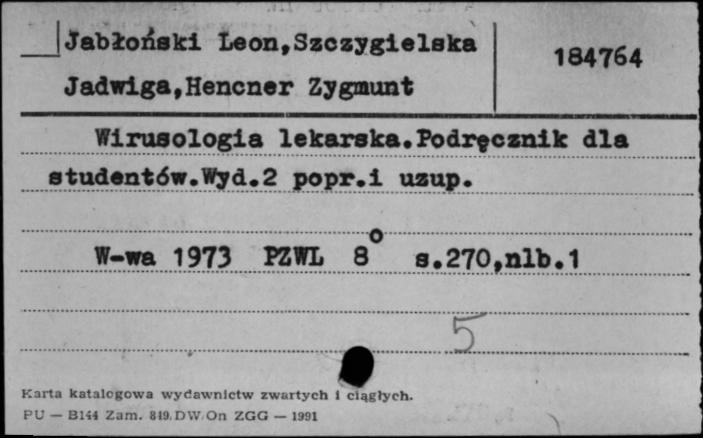 Jabłoński Leon,Szczygielska
184764
Jadwiga,Hencner Zygmunt
Wirusologia lekarska.Podręcznik dla
studentów.Wyd.2 popr.i uzup.
W-wa 1973 PZWL 8° s.270,nlb.1
5
Karta katalogowa wydawnictw zwartych i ciągłych.
PU — B144 Zam. 849. DW On ZGG — 1991